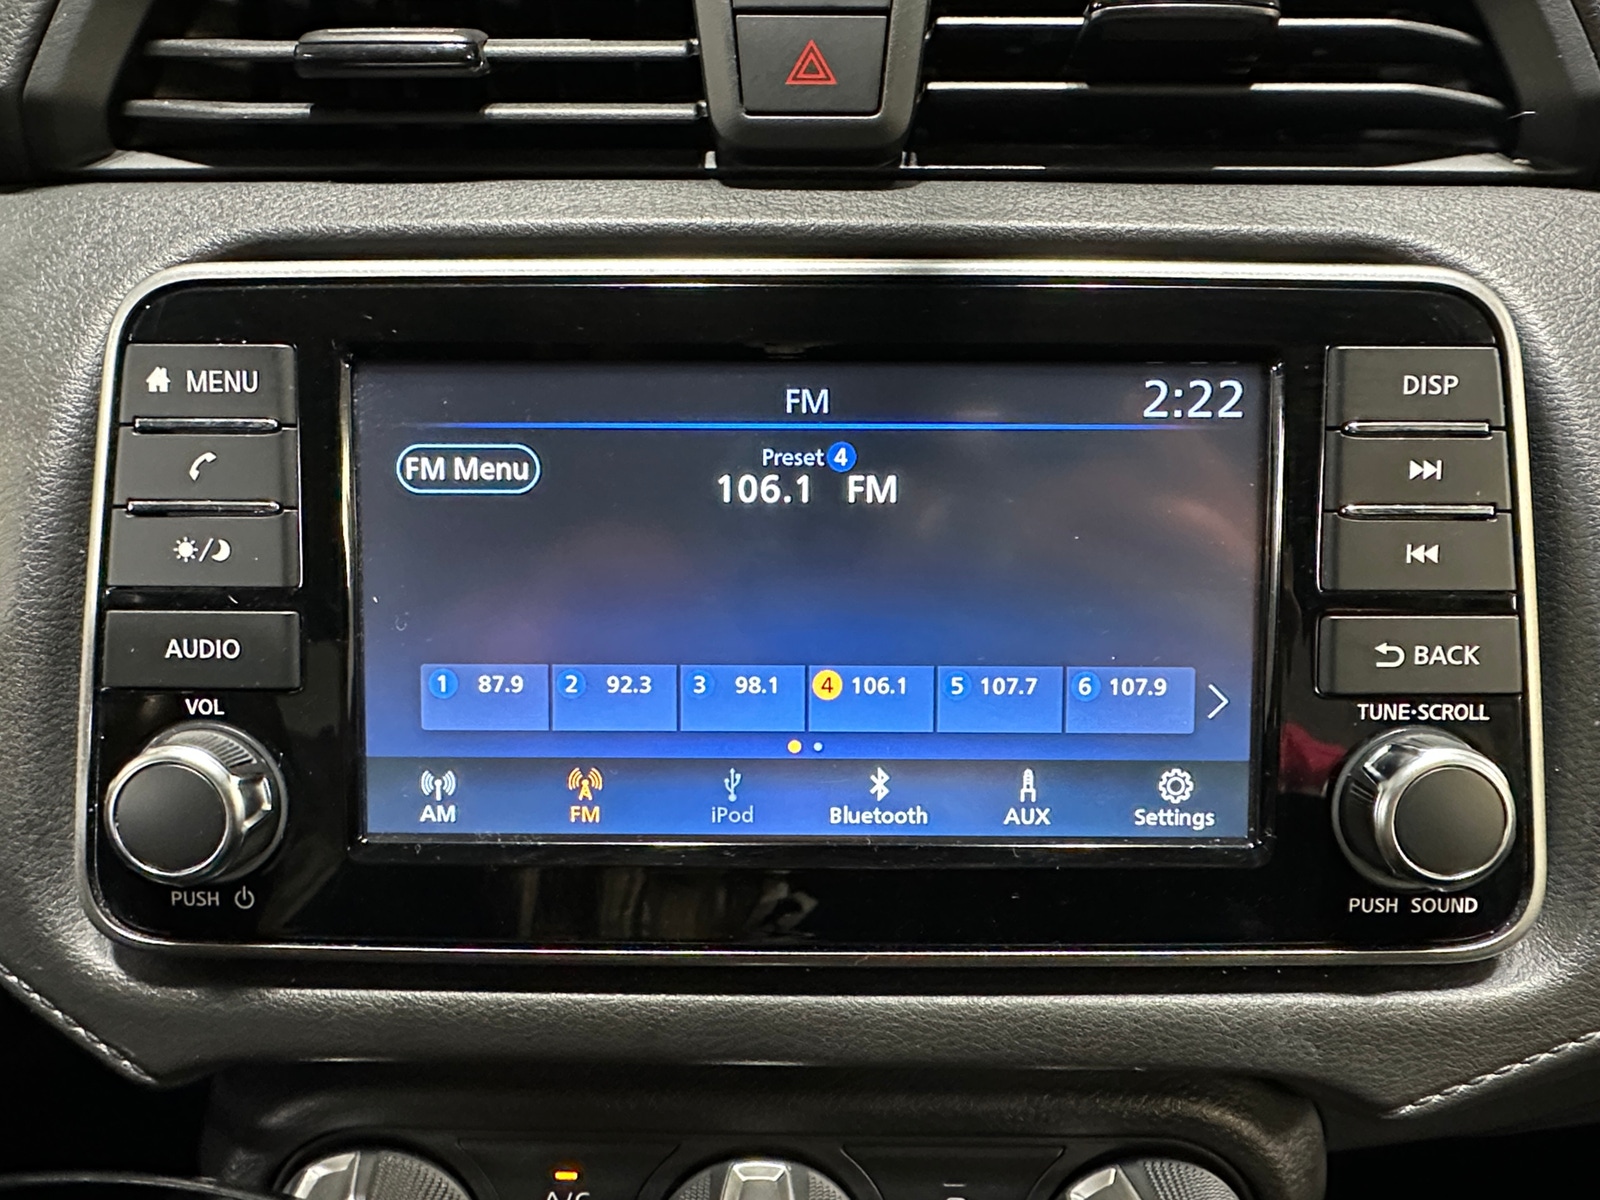 MENU
DISP
FM
2:22
FM Menu
Preset 4
106.1 FM
AUDIO
BACK
1 87.9
2 92.3
3 98.1
4 106.1
5 107.7
6 107.9
VOL
TUNE·SCROLL
AM
FM
iPod
Bluetooth
AUX
Settings
PUSH
PUSH SOUND
A/C